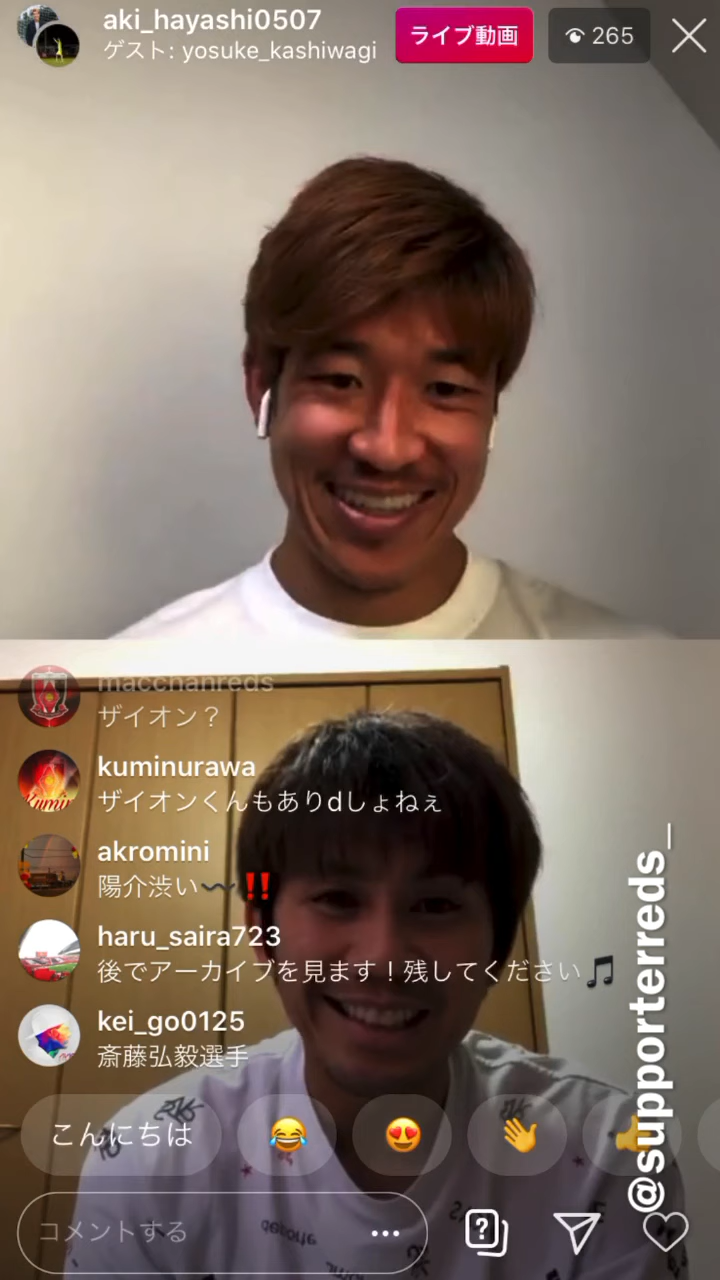 aki_hayashi0507
ゲスト: yosuke_kashiwagi
ライブ動画
265
macchanreds
ザイオン？
kuminurawa
ザイオンくんもありdしょねぇ
akromini
陽介渋い〰️‼️
haru_saira723
後でアーカイブを見ます！残してください🎵
kei_go0125
斎藤弘毅選手
こんにちは
😂
😍
👋
コメントする
deporte
@supporterreds_